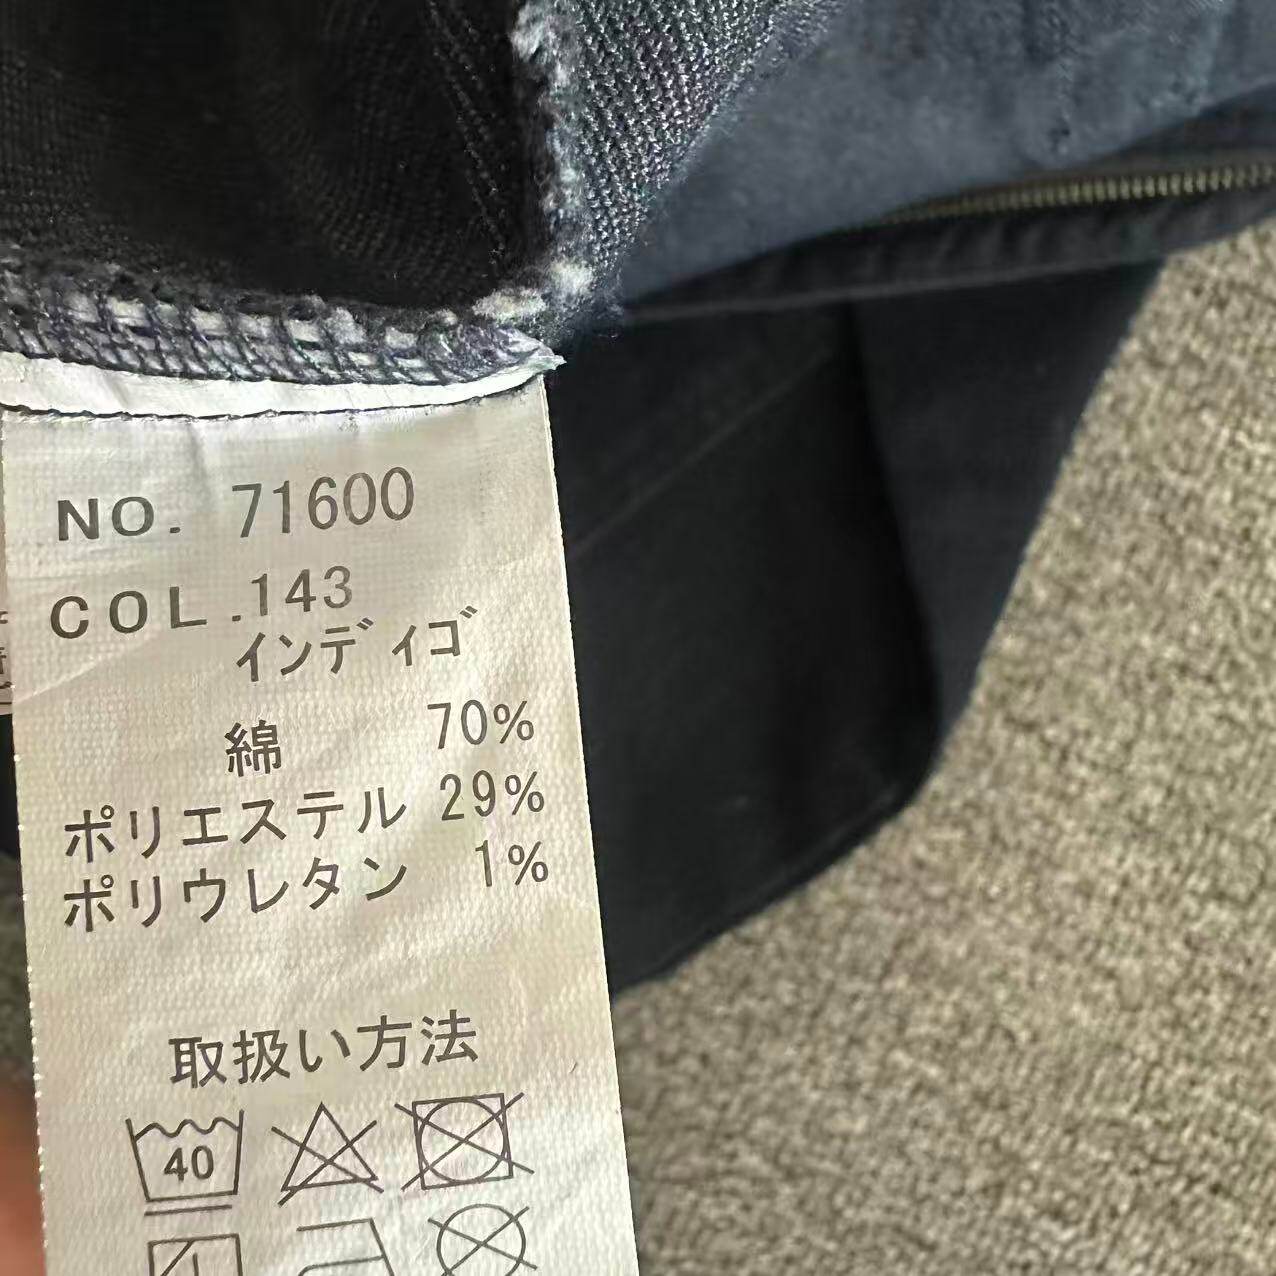 NO. 71600
COL.143
インディゴ
綿 70%
ポリエステル 29%
ポリウレタン 1%
取扱い方法
40